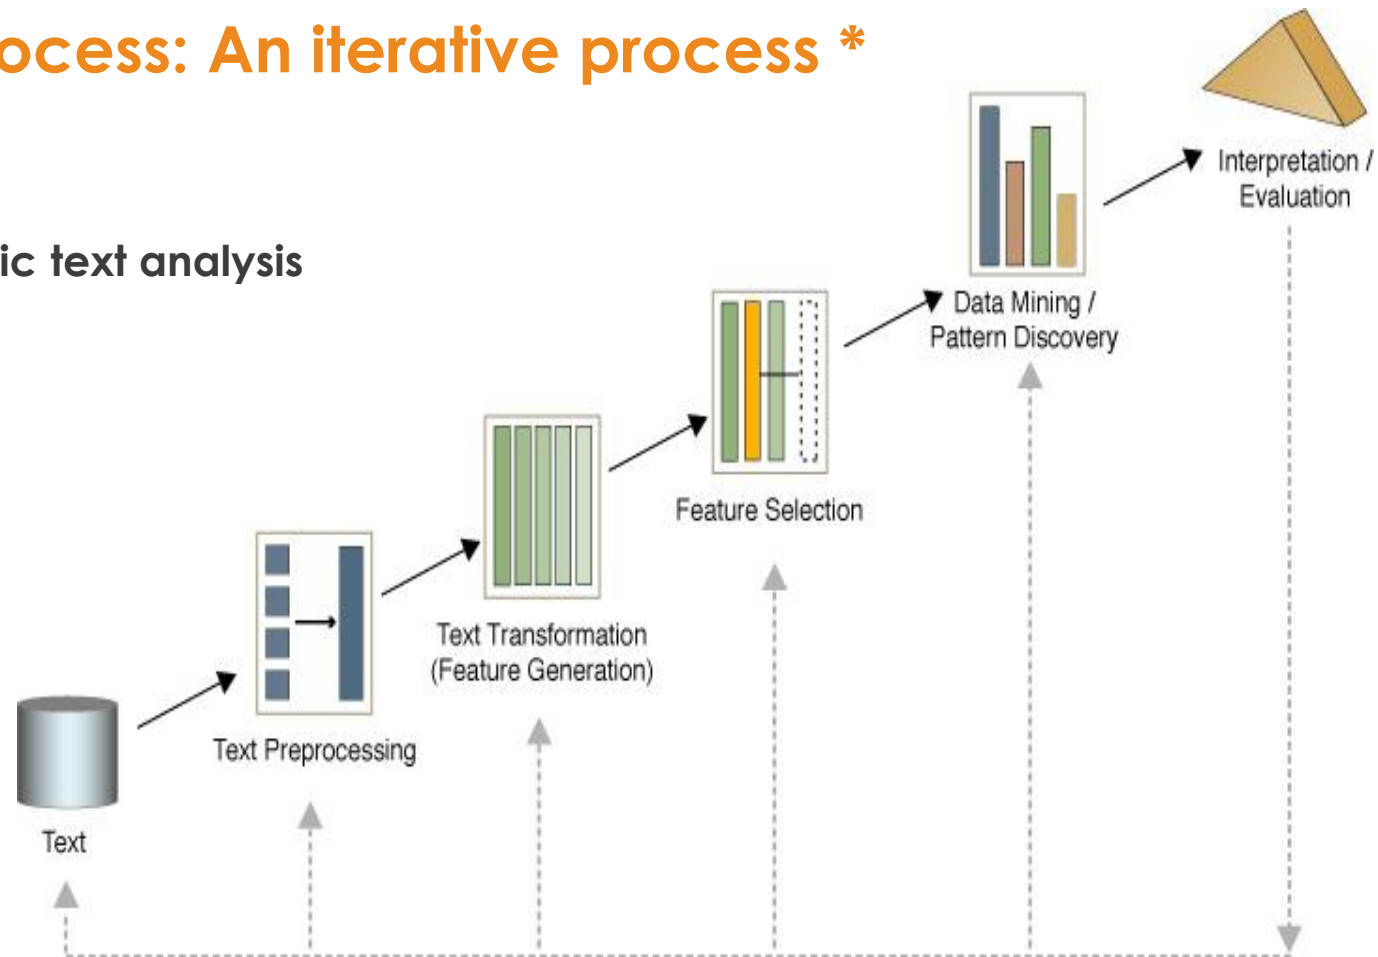 ocess: An iterative process *
ic text analysis
Interpretation /
Evaluation
Data Mining /
Pattern Discovery
Feature Selection
Text Transformation
(Feature Generation)
Text Preprocessing
Text